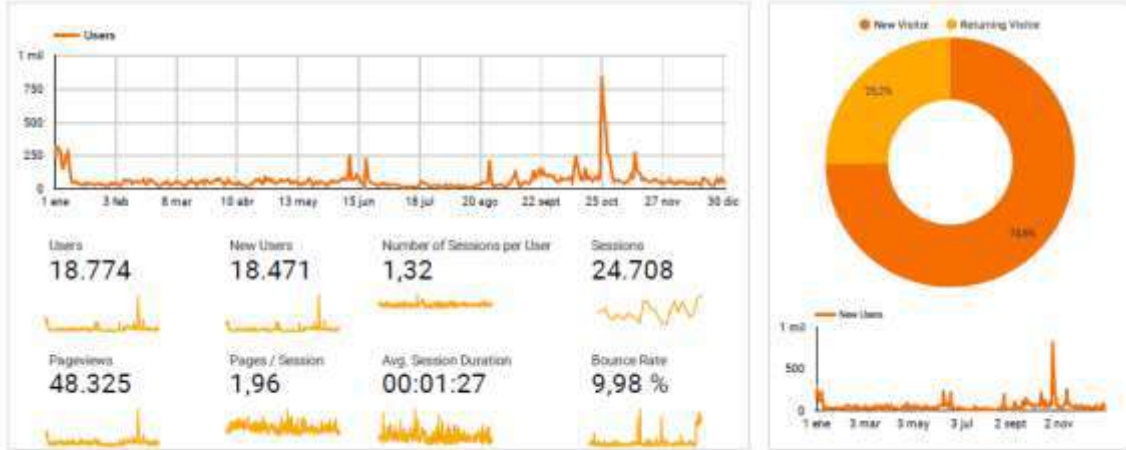 Users
1 mil
750
500
250
0
1 ene 3 feb 8 mar 10 abr 13 may 15 jun 18 jul 20 ago 22 sept 25 oct 27 nov 30 dic
Users New Users Number of Sessions per User Sessions
18.774 18.471 1,32 24.708
Pageviews Pages / Session Avg. Session Duration Bounce Rate
48.325 1,96 00:01:27 9,98 %
New Visitor Returning Visitor
New Users
1 mil
500
0
1 ene 3 mar 3 may 3 jul 2 sept 2 nov